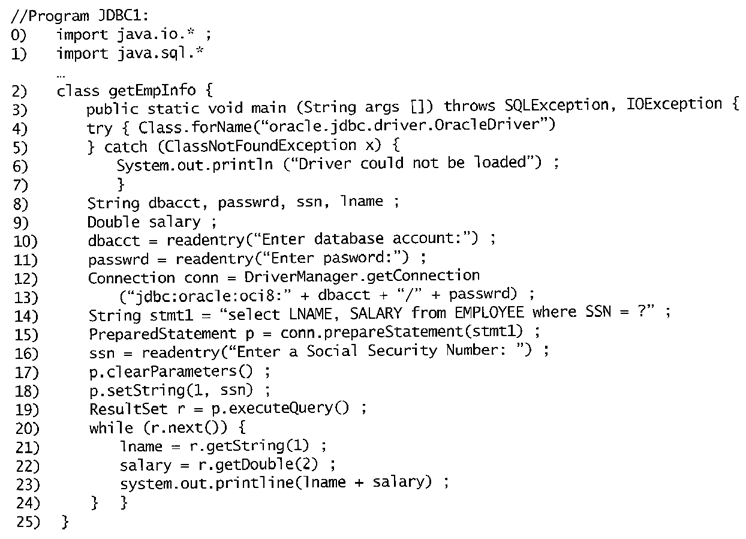 //Program JDBC1:
0) import java.io.* ;
1) import java.sql.*
...
2) class getEmpInfo {
3) public static void main (String args []) throws SQLException, IOException {
4) try { Class.forName("oracle.jdbc.driver.OracleDriver")
5) } catch (ClassNotFoundException x) {
6) System.out.println ("Driver could not be loaded") ;
7) }
8) String dbacct, passwrd, ssn, lname ;
9) Double salary ;
10) dbacct = readentry("Enter database account:") ;
11) passwrd = readentry("Enter pasword:") ;
12) Connection conn = DriverManager.getConnection
13) ("jdbc:oracle:oci8:" + dbacct + "/" + passwrd) ;
14) String stmt1 = "select LNAME, SALARY from EMPLOYEE where SSN = ?" ;
15) PreparedStatement p = conn.prepareStatement(stmt1) ;
16) ssn = readentry("Enter a Social Security Number: ") ;
17) p.clearParameters() ;
18) p.setString(1, ssn) ;
19) ResultSet r = p.executeQuery() ;
20) while (r.next()) {
21) lname = r.getString(1) ;
22) salary = r.getDouble(2) ;
23) system.out.printline(lname + salary) ;
24) } }
25) }